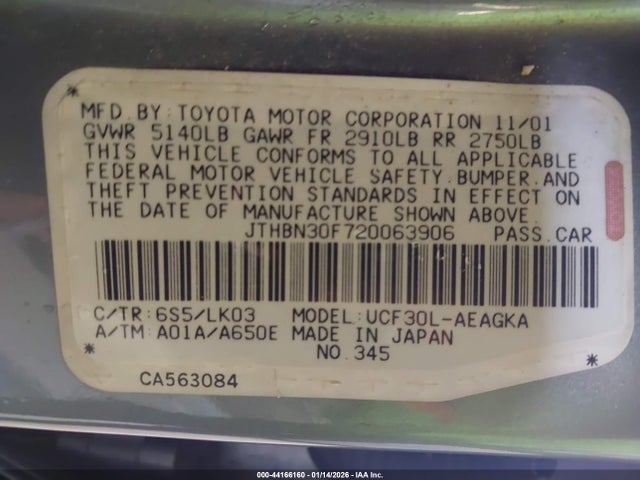 MFD.BY:TOYOTA MOTOR CORPORATION 11/01
GVWR 5140LB GAWR FR 2910LB RR 2750LB
THIS VEHICLE CONFORMS TO ALL APPLICABLE
FEDERAL MOTOR VEHICLE SAFETY,BUMPER,AND
THEFT PREVENTION STANDARDS IN EFFECT ON
THE DATE OF MANUFACTURE SHOWN ABOVE.
JTHBN30F720063906 PASS.CAR
TOYOTA
C/TR:6S5/LK03 MODEL:UCF30L-AEAGKA
A/TM:A01A/A650E MADE IN JAPAN
NO.345
CA563084
000-44166160 - 01/14/2026 - IAA Inc.